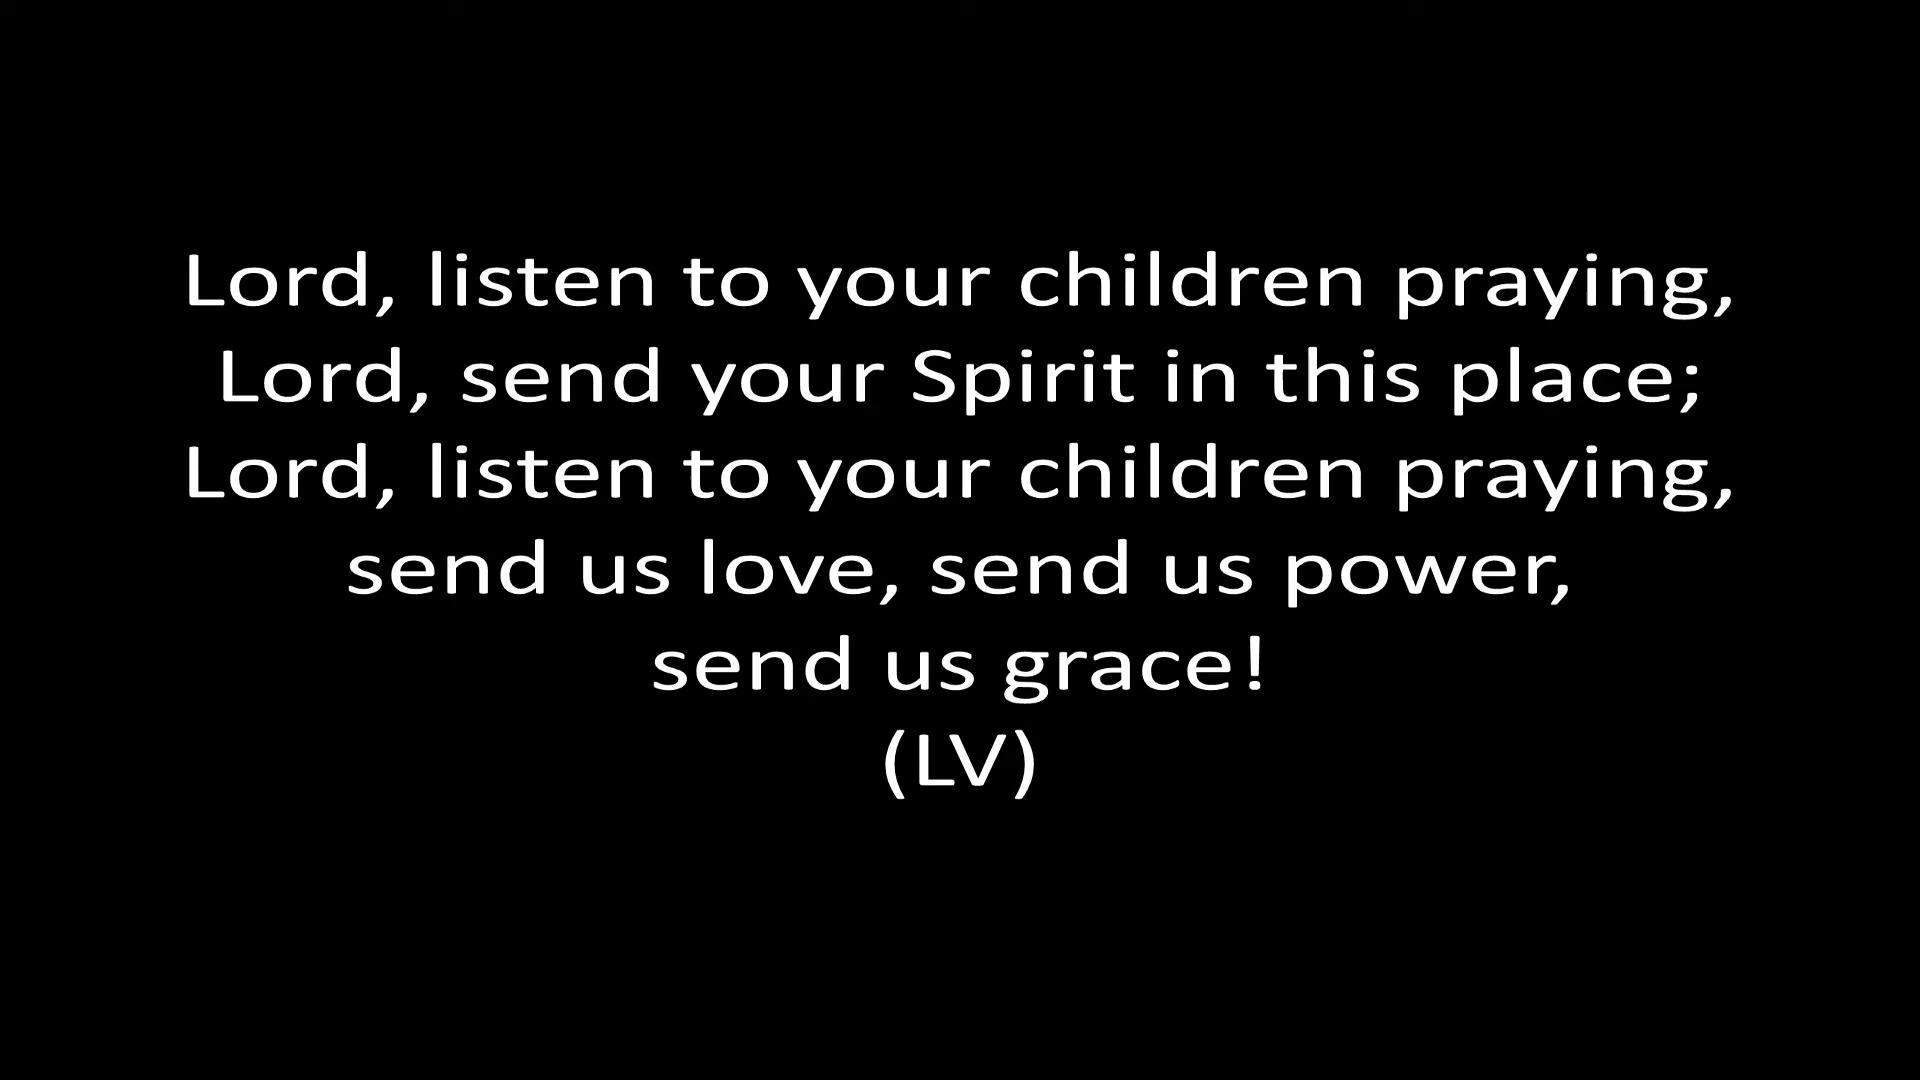 Lord, listen to your children praying,
Lord, send your Spirit in this place;
Lord, listen to your children praying,
send us love, send us power,
send us grace!
(LV)